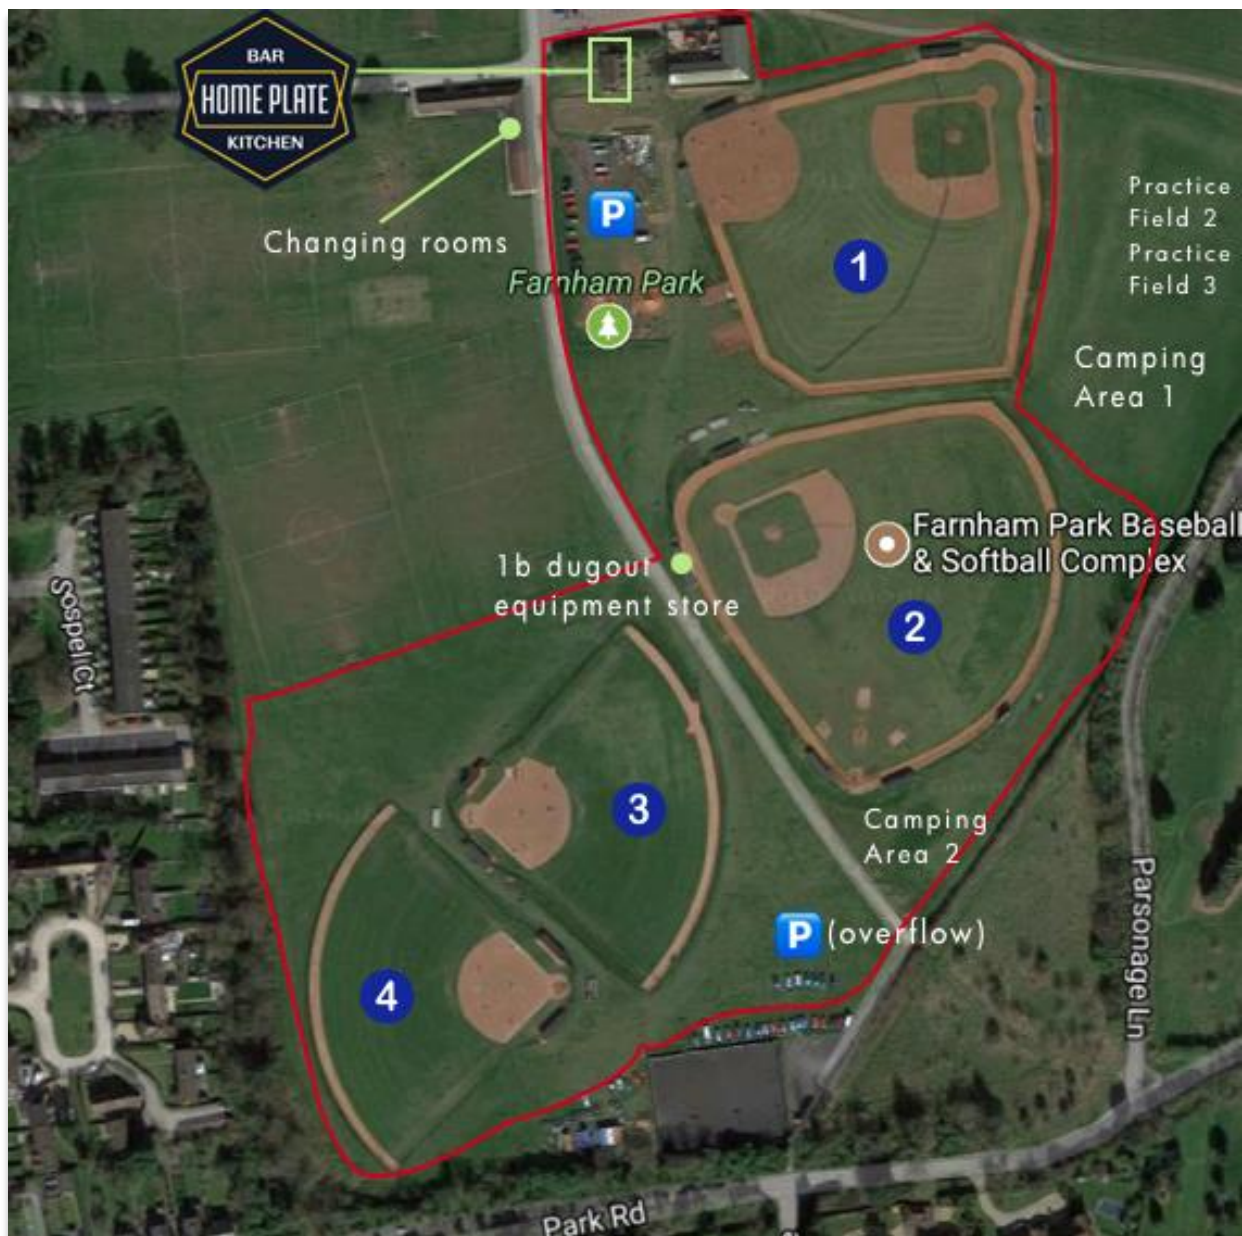 BAR
HOME PLATE
KITCHEN
P
Changing rooms
Farnham Park
1
Practice
Field 2
Practice
Field 3
Camping
Area 1
Farnham Park Baseball
& Softball Complex
1b dugout
equipment store
2
Sospel Ct
3
Camping
Area 2
P (overflow)
4
Parsonage Ln
Park Rd